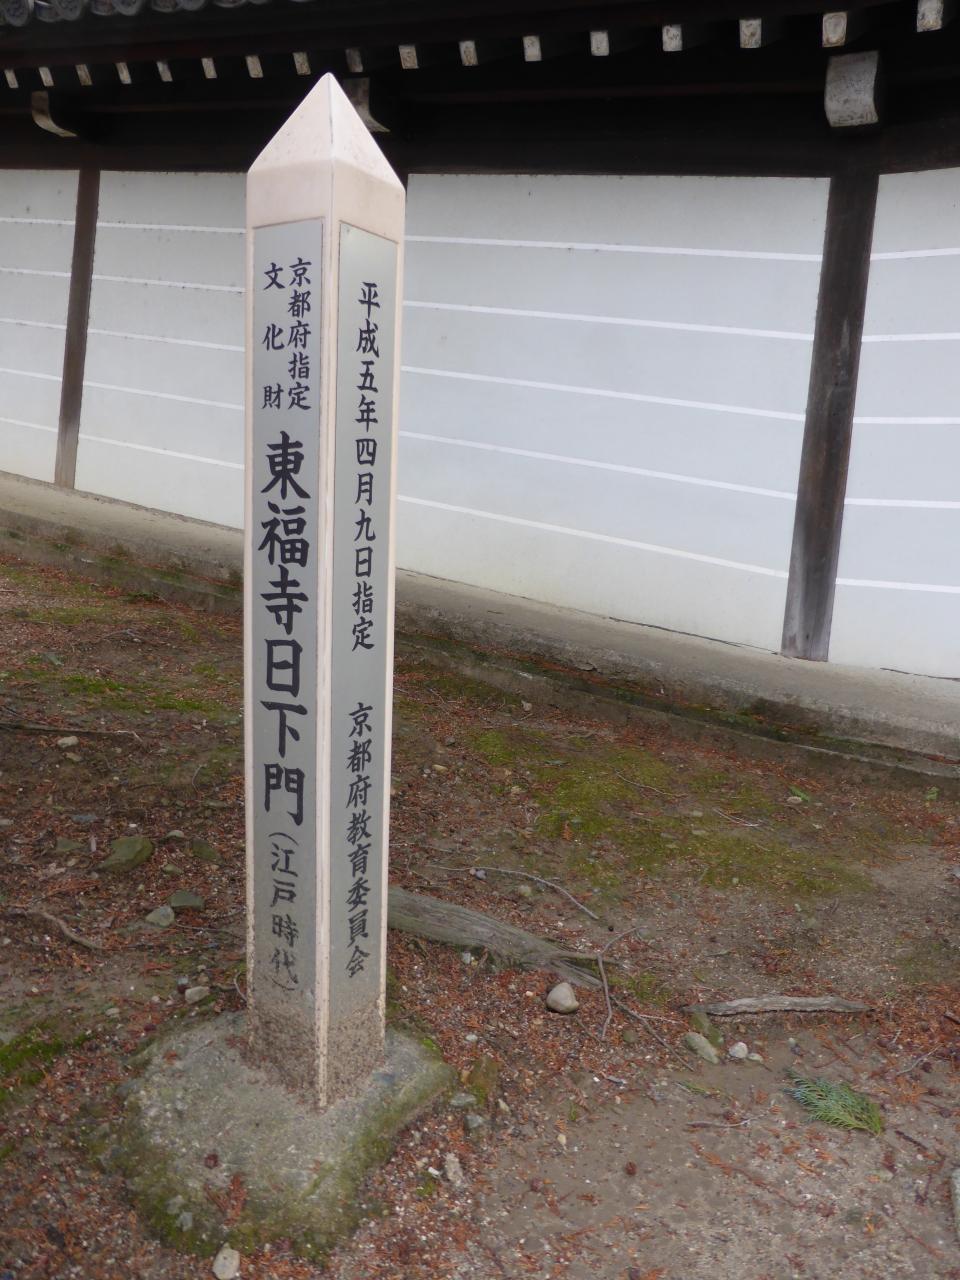 京都府指定
文化財
東福寺日下門(江戸時代)
平成五年四月九日指定 京都府教育委員会